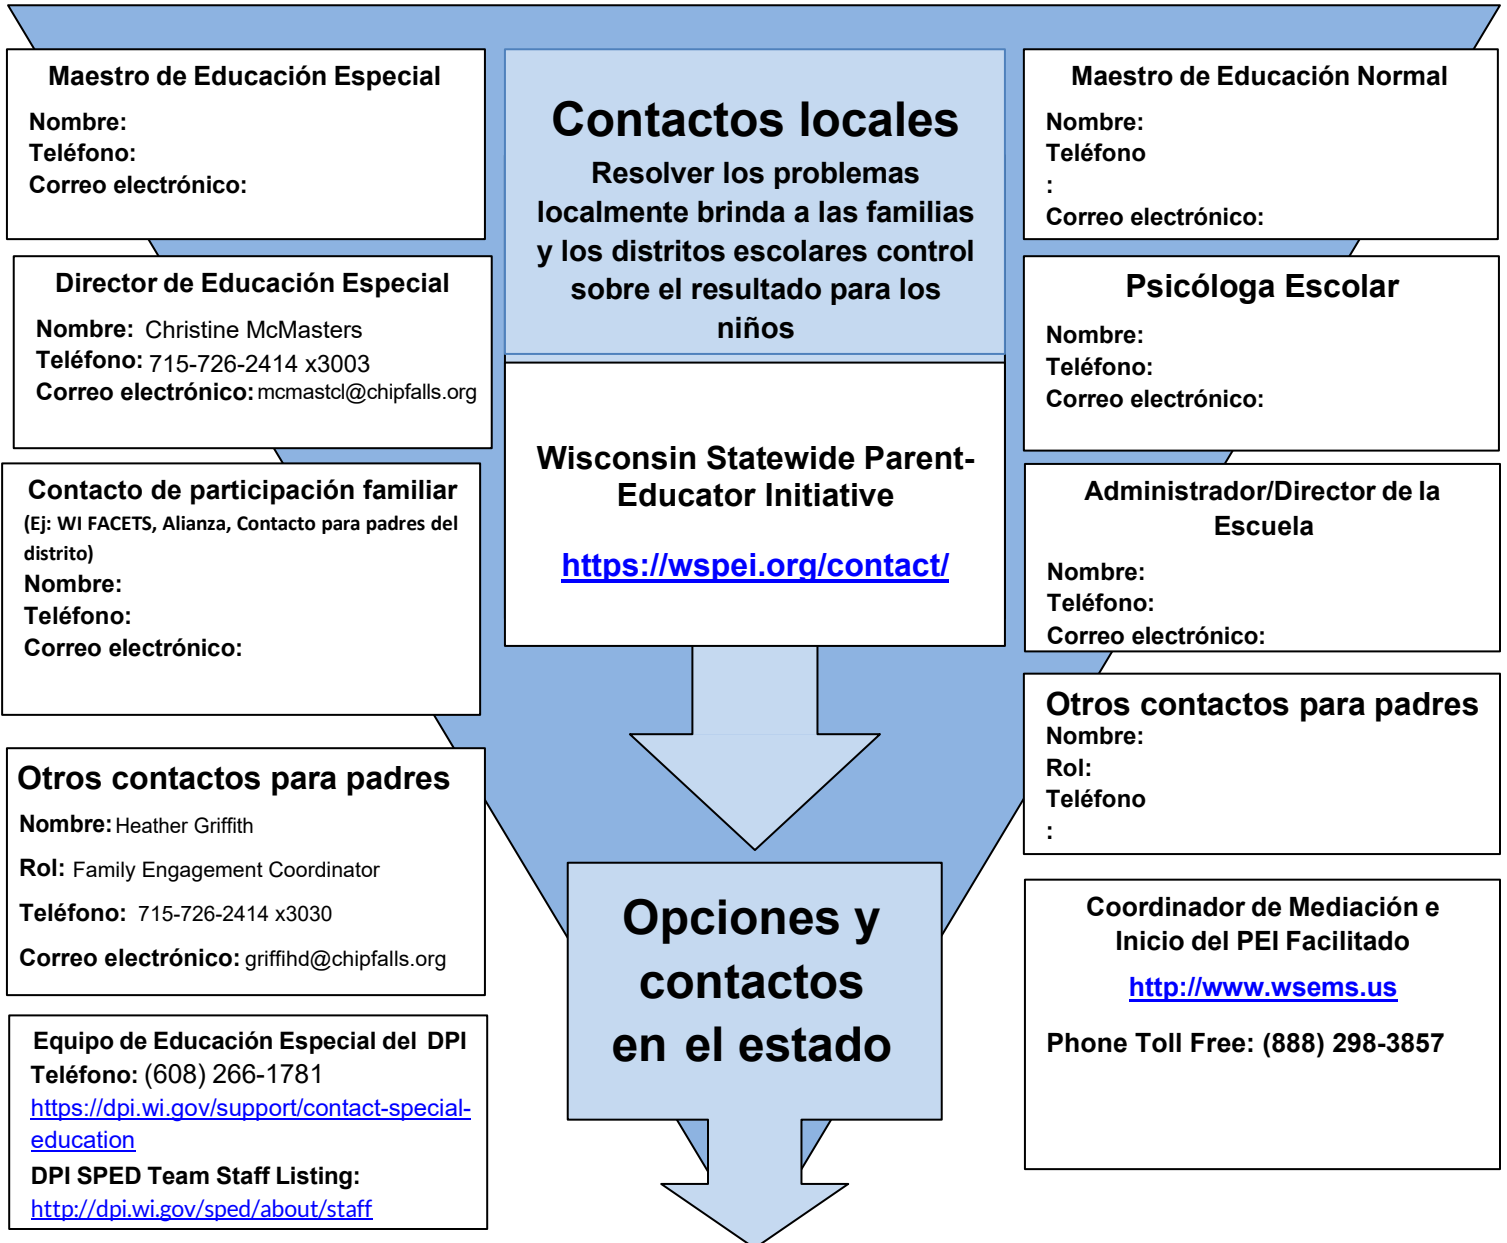 Maestro de Educación Especial
Nombre:
Teléfono:
Correo electrónico:
Director de Educación Especial
Nombre: Christine McMasters
Teléfono: 715-726-2414 x3003
Correo electrónico: mcmastcl@chipfalls.org
Contacto de participación familiar
(Ej: WI FACETS, Alianza, Contacto para padres del
distrito)
Nombre:
Teléfono:
Correo electrónico:
Otros contactos para padres
Nombre: Heather Griffith
Rol: Family Engagement Coordinator
Teléfono: 715-726-2414 x3030
Correo electrónico: griffihd@chipfalls.org
Equipo de Educación Especial del DPI
Teléfono: (608) 266-1781
https://dpi.wi.gov/support/contact-special-
education
DPI SPED Team Staff Listing:
http://dpi.wi.gov/sped/about/staff
Contactos locales
Resolver los problemas
localmente brinda a las familias
y los distritos escolares control
sobre el resultado para los
niños
Wisconsin Statewide Parent-
Educator Initiative
https://wspei.org/contact/
Opciones y
contactos
en el estado
Maestro de Educación Normal
Nombre:
Teléfono
:
Correo electrónico:
Psicóloga Escolar
Nombre:
Teléfono:
Correo electrónico:
Administrador/Director de la
Escuela
Nombre:
Teléfono:
Correo electrónico:
Otros contactos para padres
Nombre:
Rol:
Teléfono
:
Coordinador de Mediación e
Inicio del PEI Facilitado
http://www.wsems.us
Phone Toll Free: (888) 298-3857